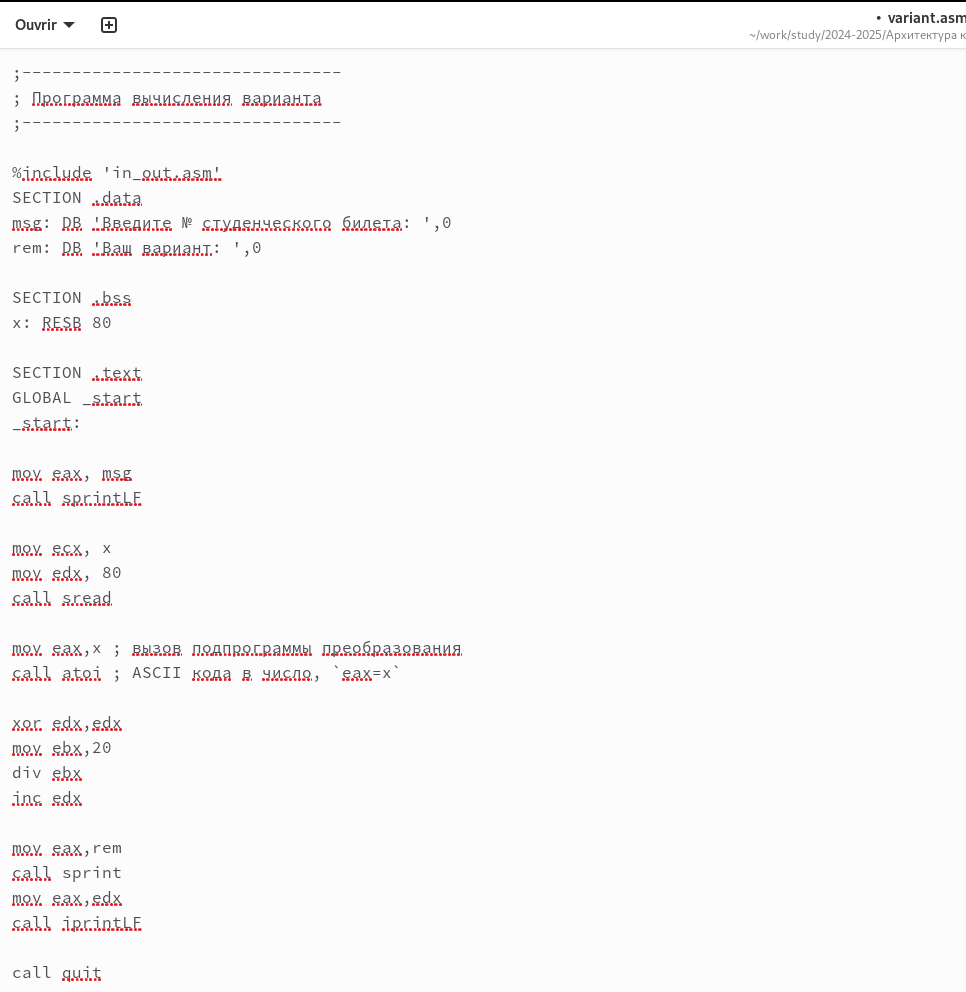 Ouvrir
• variant.asm
~/work/study/2024-2025/Архитектура к
;--------------------------------
; Программа вычисления варианта
;--------------------------------
%include 'in_out.asm'
SECTION .data
msg: DB 'Введите № студенческого билета: ',0
rem: DB 'Ваш вариант: ',0
SECTION .bss
x: RESB 80
SECTION .text
GLOBAL _start
_start:
mov eax, msg
call sprintLF
mov ecx, x
mov edx, 80
call sread
mov eax,x ; вызов подпрограммы преобразования
call atoi ; ASCII кода в число, `eax=x`
xor edx,edx
mov ebx,20
div ebx
inc edx
mov eax,rem
call sprint
mov eax,edx
call iprintLF
call quit